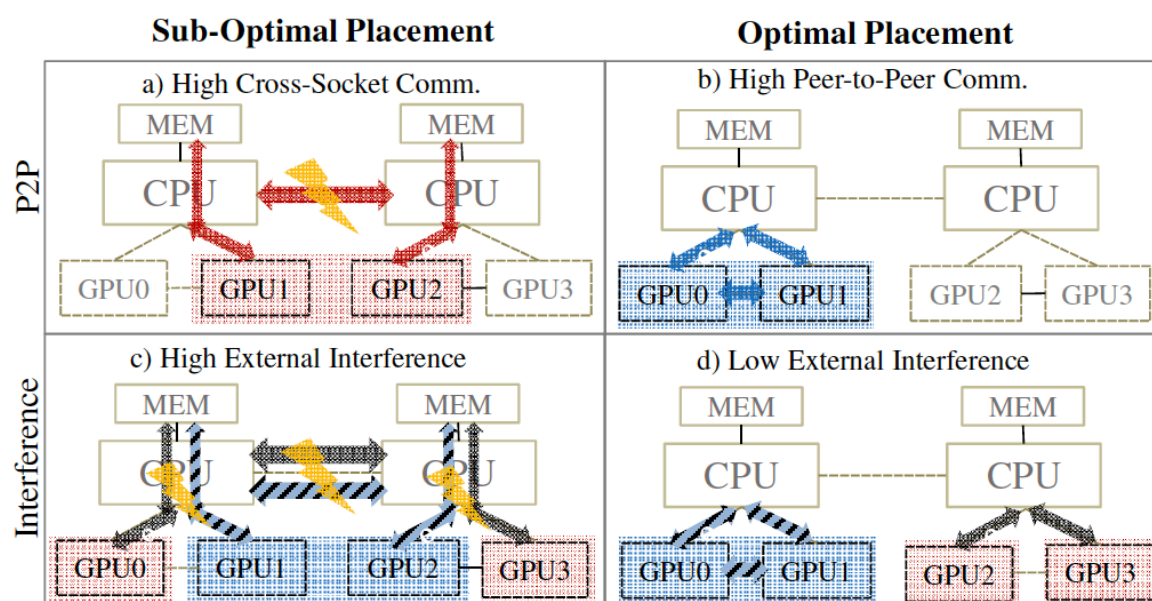 Sub-Optimal Placement
Optimal Placement
P2P
a) High Cross-Socket Comm.
MEM
MEM
CPU
CPU
GPU0
GPU1
GPU2
GPU3
b) High Peer-to-Peer Comm.
MEM
MEM
CPU
CPU
GPU0
GPU1
GPU2
GPU3
Interference
c) High External Interference
MEM
MEM
CPU
CPU
GPU0
GPU1
GPU2
GPU3
d) Low External Interference
MEM
MEM
CPU
CPU
GPU0
GPU1
GPU2
GPU3